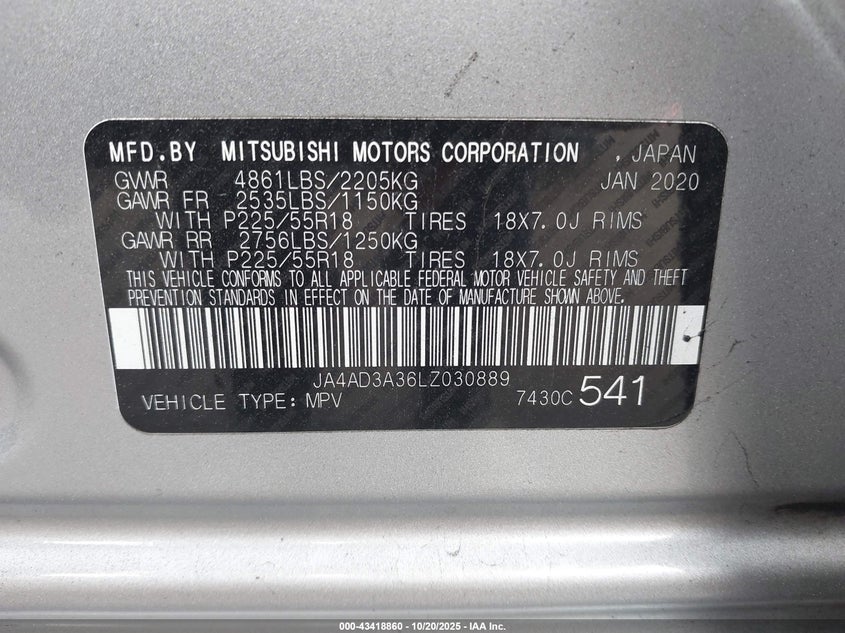 MFD.BY MITSUBISHI MOTORS CORPORATION , JAPAN
GVWR 4861LBS/2205KG JAN 2020
GAWR FR 2535LBS/1150KG
WITH P225/55R18 TIRES 18X7.0J RIMS
GAWR RR 2756LBS/1250KG
WITH P225/55R18 TIRES 18X7.0J RIMS
THIS VEHICLE CONFORMS TO ALL APPLICABLE FEDERAL MOTOR VEHICLE SAFETY AND THEFT
PREVENTION STANDARDS IN EFFECT ON THE DATE OF MANUFACTURE SHOWN ABOVE.
JA4AD3A36LZ030889
VEHICLE TYPE: MPV 7430C 541
000-43418860 - 10/20/2025 - IAA Inc.